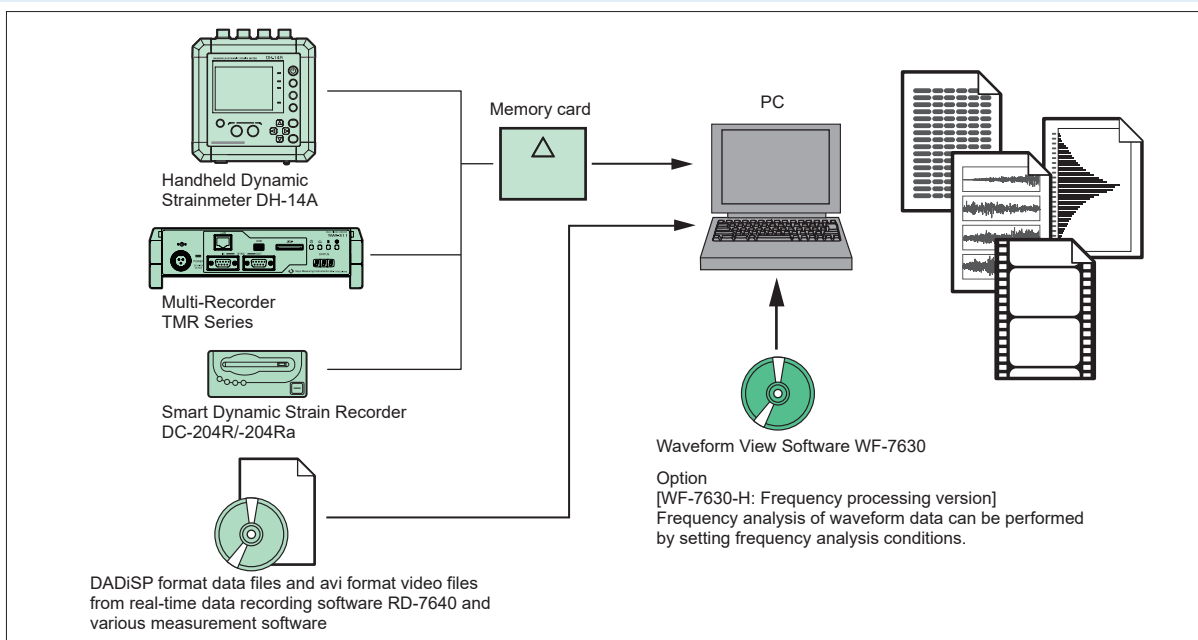 DH-14A
Handheld Dynamic
Strainmeter DH-14A
Memory card
PC
Multi-Recorder
TMR Series
Smart Dynamic Strain Recorder
DC-204R/-204Ra
Waveform View Software WF-7630
Option
[WF-7630-H: Frequency processing version]
Frequency analysis of waveform data can be performed
by setting frequency analysis conditions.
DADiSP format data files and avi format video files
from real-time data recording software RD-7640 and
various measurement software